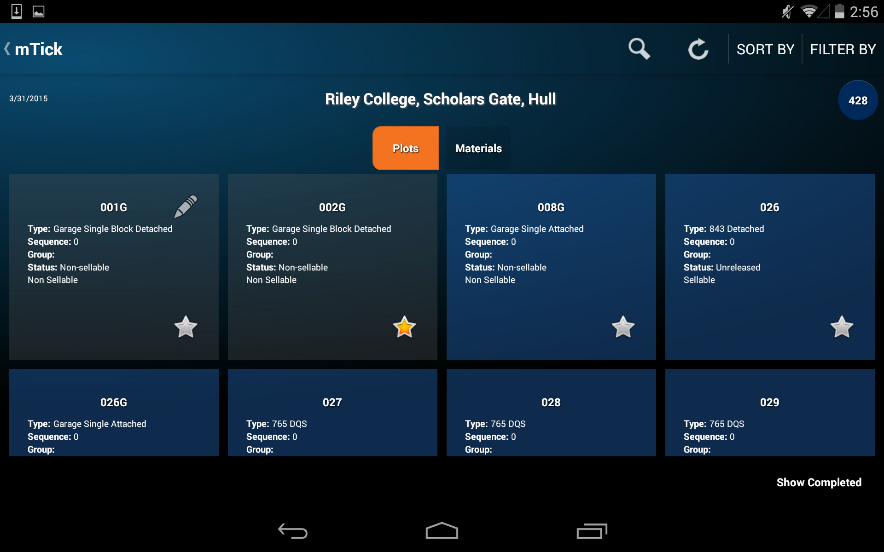 2:56
mTick
SORT BY
FILTER BY
3/31/2015
Riley College, Scholars Gate, Hull
428
Plots
Materials
001G
Type: Garage Single Block Detached
Sequence: 0
Group:
Status: Non-sellable
Non Sellable
002G
Type: Garage Single Block Detached
Sequence: 0
Group:
Status: Non-sellable
Non Sellable
008G
Type: Garage Single Attached
Sequence: 0
Group:
Status: Non-sellable
Non Sellable
026
Type: 843 Detached
Sequence: 0
Group:
Status: Unreleased
Sellable
026G
Type: Garage Single Attached
Sequence: 0
Group:
027
Type: 765 DQS
Sequence: 0
Group:
028
Type: 765 DQS
Sequence: 0
Group:
029
Type: 765 DQS
Sequence: 0
Group:
Show Completed